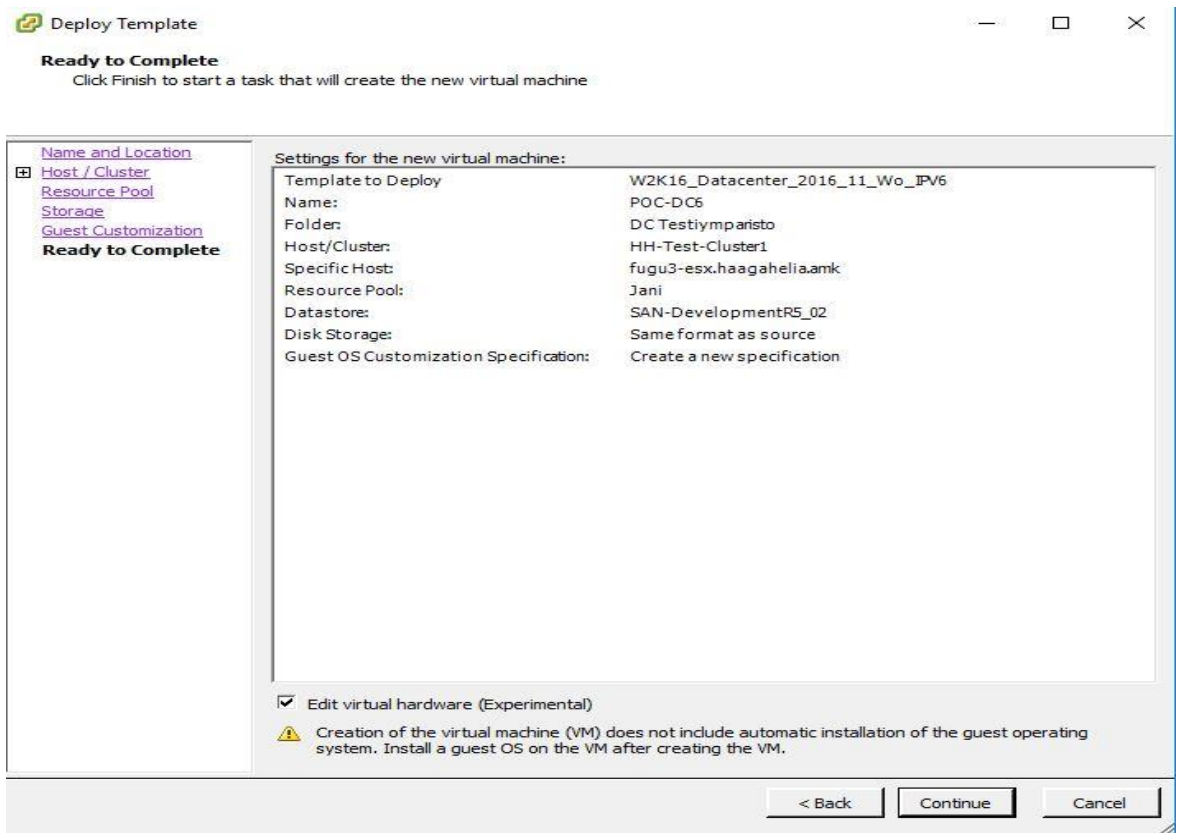 Deploy Template
Ready to Complete
Click Finish to start a task that will create the new virtual machine
Name and Location
Host / Cluster
Resource Pool
Storage
Guest Customization
Ready to Complete
Settings for the new virtual machine:
Template to Deploy W2K16_Datacenter_2016_11_Wo_IPV6
Name: POC-DC6
Folder: DC Testiymparisto
Host/Cluster: HH-Test-Cluster1
Specific Host: fugu3-esx.haagahelia.amk
Resource Pool: Jani
Datastore: SAN-DevelopmentR5_02
Disk Storage: Same format as source
Guest OS Customization Specification: Create a new specification
Edit virtual hardware (Experimental)
Creation of the virtual machine (VM) does not include automatic installation of the guest operating
system. Install a guest OS on the VM after creating the VM.
< Back Continue Cancel